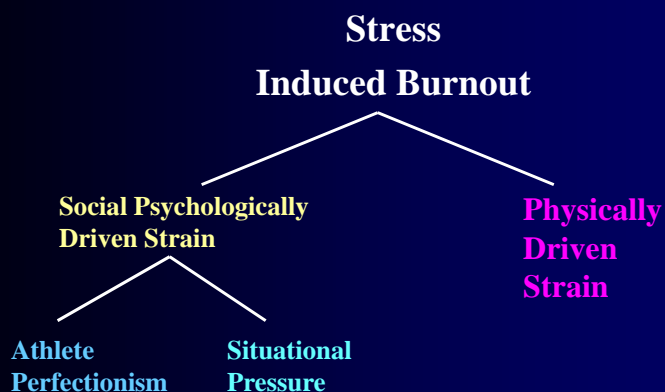 Stress
Induced Burnout
Social Psychologically
Driven Strain
Physically
Driven
Strain
Athlete
Perfectionism
Situational
Pressure